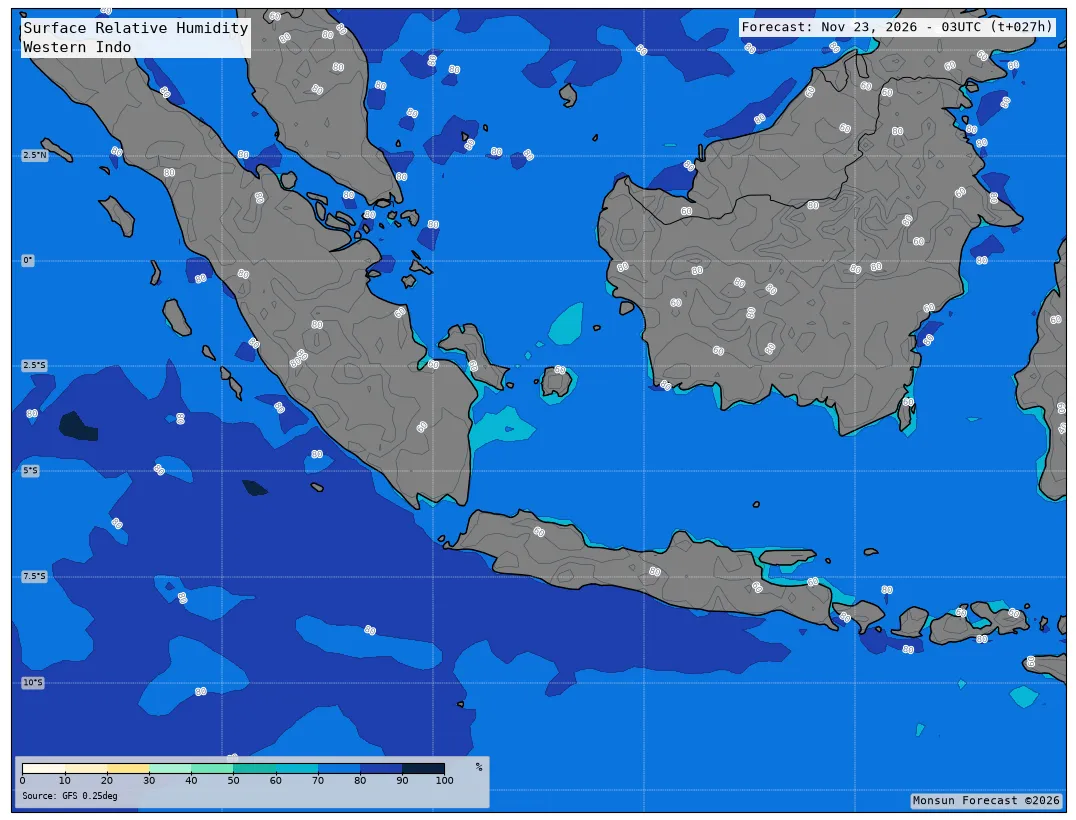 Surface Relative Humidity
Western Indo
Forecast: Nov 23, 2026 - 03UTC (t+027h)
2.5°N
0°
2.5°S
5°S
7.5°S
10°S
0 10 20 30 40 50 60 70 80 90 100 %
Source: GFS 0.25deg
Monsun Forecast ©2026